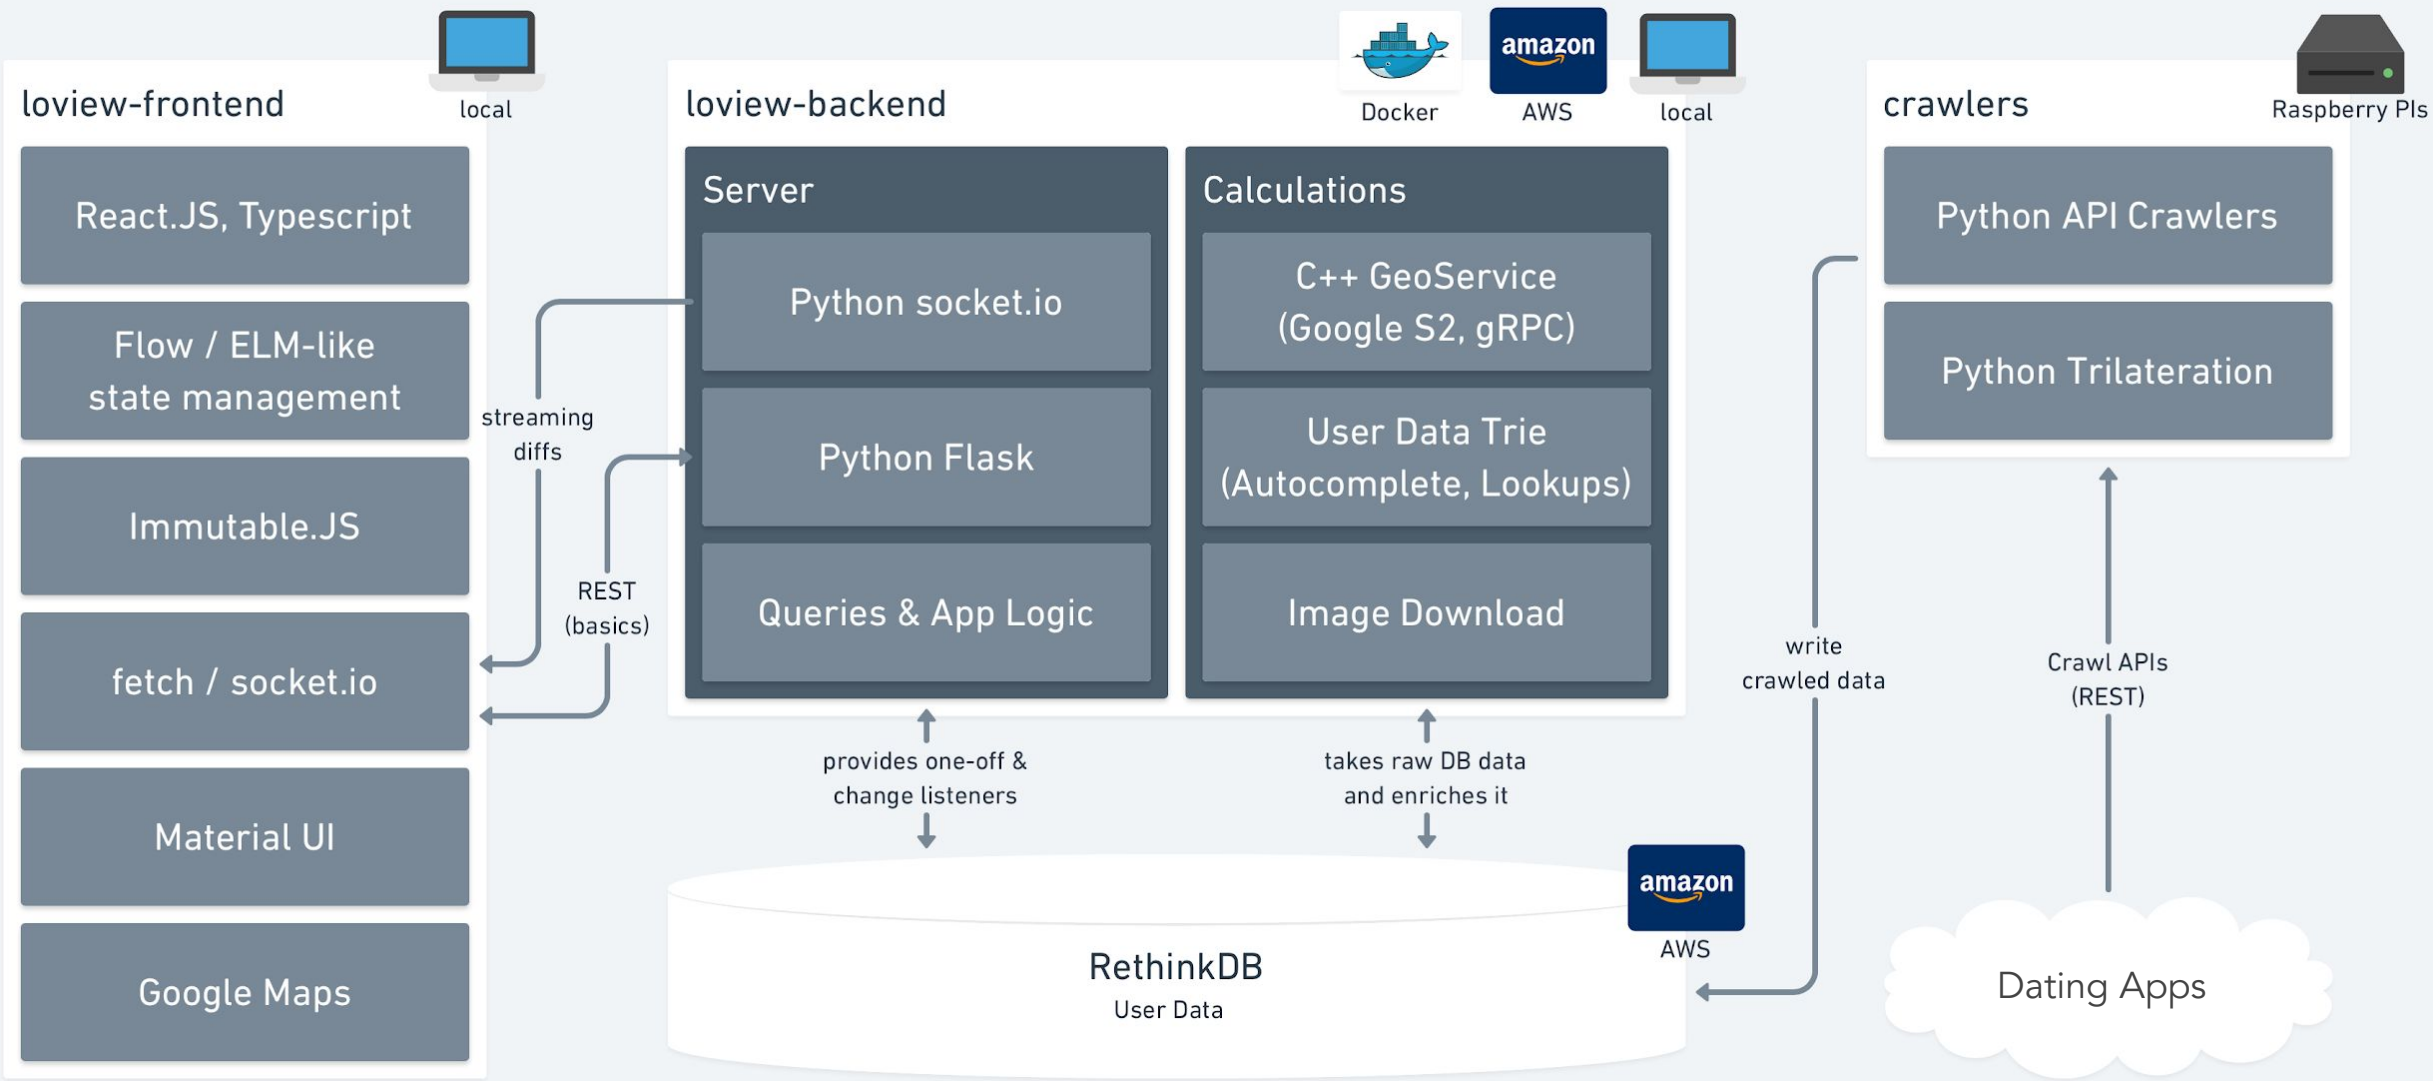 loview-frontend
local
React.JS, Typescript
Flow / ELM-like
state management
Immutable.JS
fetch / socket.io
Material UI
Google Maps
streaming
diffs
REST
(basics)
loview-backend
Docker
amazon
AWS
local
Server
Python socket.io
Python Flask
Queries & App Logic
Calculations
C++ GeoService
(Google S2, gRPC)
User Data Trie
(Autocomplete, Lookups)
Image Download
provides one-off &
change listeners
takes raw DB data
and enriches it
RethinkDB
User Data
amazon
AWS
write
crawled data
crawlers
Raspberry PIs
Python API Crawlers
Python Trilateration
Crawl APIs
(REST)
Dating Apps